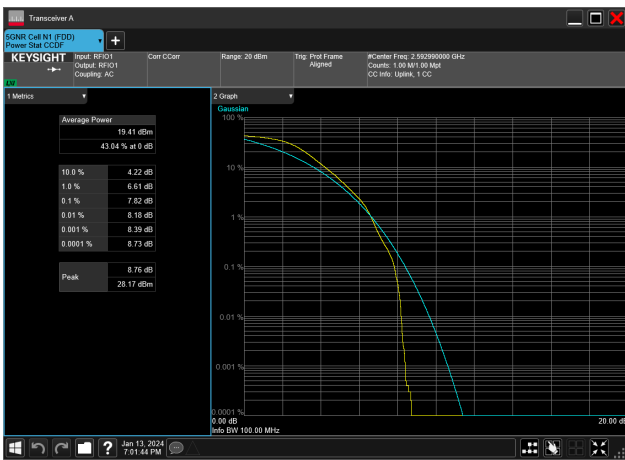 Transceiver A
5GNR Cell N1 (FDD)
Power Stat CCDF
KEYSIGHT
LV
Input: RFIO1
Output: RFIO1
Coupling: AC
Corr CCorr
Range: 20 dBm
Trig: Prot Frame
Aligned
#Center Freq: 2.592990000 GHz
Counts: 1.00 M/1.00 Mpt
CC Info: Uplink, 1 CC
1 Metrics
Average Power
19.41 dBm
43.04 % at 0 dB
10.0 % 4.22 dB
1.0 % 6.61 dB
0.1 % 7.82 dB
0.01 % 8.18 dB
0.001 % 8.39 dB
0.0001 % 8.73 dB
Peak
8.76 dB
28.17 dBm
2 Graph
Gaussian
100 %
10 %
1 %
0.1 %
0.01 %
0.001 %
0.0001 %
0.00 dB 20.00 dB
Info BW 100.00 MHz
Jan 13, 2024
7:01:44 PM